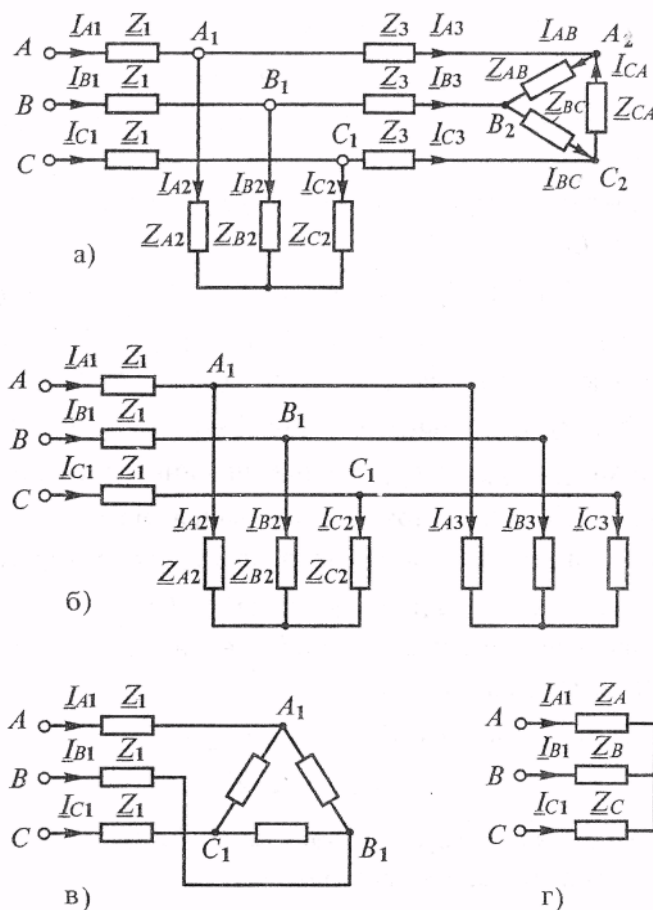 A I_A1 Z_1 A_1 Z_3 I_A3 I_AB A_2
B I_B1 Z_1 B_1 Z_3 I_B3 Z_AB I_CA
B_2 Z_BC Z_CA
C I_C1 Z_1 C_1 Z_3 I_C3 I_BC C_2
I_A2 I_B2 I_C2
Z_A2 Z_B2 Z_C2
а)
A I_A1 Z_1 A_1
B I_B1 Z_1 B_1
C I_C1 Z_1 C_1
I_A2 I_B2 I_C2 I_A3 I_B3 I_C3
Z_A2 Z_B2 Z_C2
б)
A I_A1 Z_1 A_1
B I_B1 Z_1
C I_C1 Z_1 C_1 B_1
в)
A I_A1 Z_A
B I_B1 Z_B
C I_C1 Z_C
г)